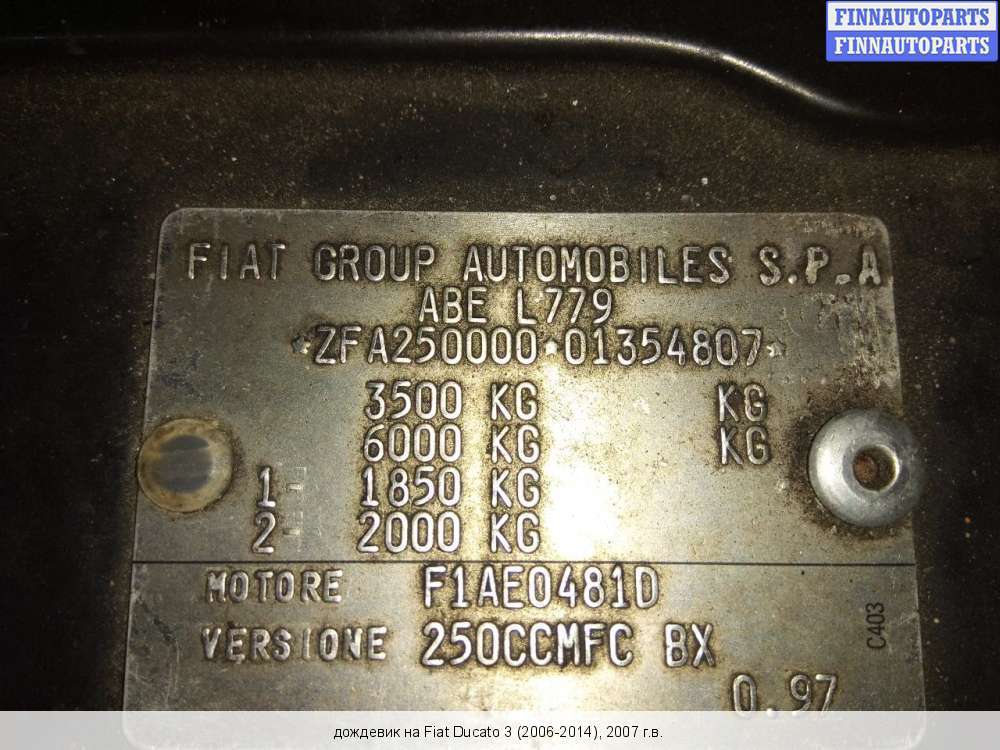 FINNAUTOPARTS
FINNAUTOPARTS
FIAT GROUP AUTOMOBILES S.P.A
ABE L779
*ZFA250000*01354807*
3500 KG KG
6000 KG KG
1- 1850 KG
2- 2000 KG
MOTORE F1AE0481D
C403
VERSIONE 250CCMFC BX
0.97
дождевик на Fiat Ducato 3 (2006-2014), 2007 г.в.